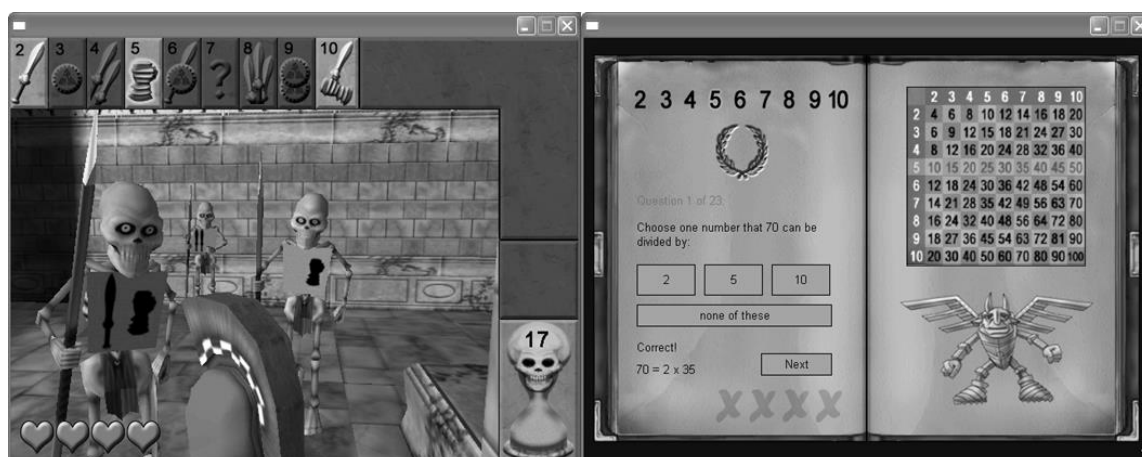 2 3 4 5 6 7 ? 8 9 10
17
2 3 4 5 6 7 8 9 10
Question 1 of 23:
Choose one number that 70 can be
divided by:
2 5 10
none of these
Correct!
70 = 2 x 35
Next
X X X X
2 3 4 5 6 7 8 9 10
2 4 6 8 10 12 14 16 18 20
3 6 9 12 15 18 21 24 27 30
4 8 12 16 20 24 28 32 36 40
5 10 15 20 25 30 35 40 45 50
6 12 18 24 30 36 42 48 54 60
7 14 21 28 35 42 49 56 63 70
8 16 24 32 40 48 56 64 72 80
9 18 27 36 45 54 63 72 81 90
10 20 30 40 50 60 70 80 90 100